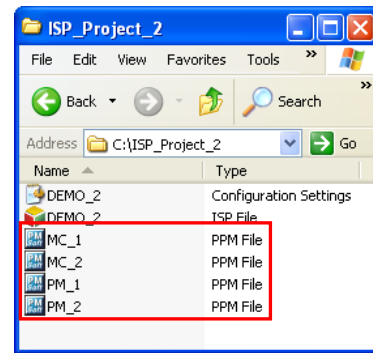 ISP_Project_2
File Edit View Favorites Tools »
Back Search »
Address C:\ISP_Project_2 Go
Name Type
DEMO_2 Configuration Settings
DEMO_2 ISP File
MC_1 PPM File
MC_2 PPM File
PM_1 PPM File
PM_2 PPM File